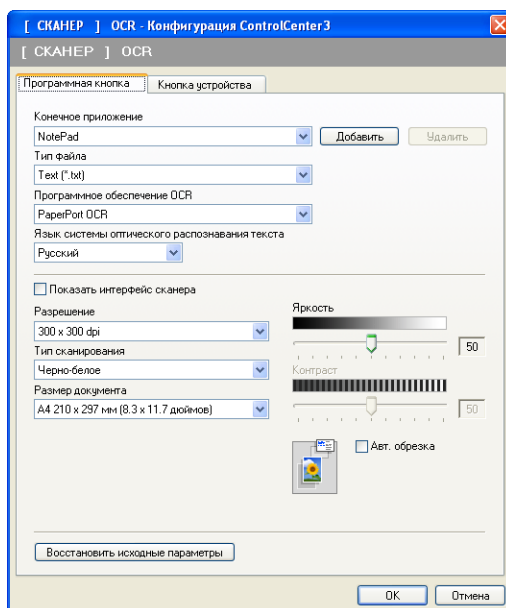 [ СКАНЕР ] OCR - Конфигурация ControlCenter3
[ СКАНЕР ] OCR
Программная кнопка
Кнопка устройства
Конечное приложение
NotePad
Добавить
Удалить
Тип файла
Text (*.txt)
Программное обеспечение OCR
PaperPort OCR
Язык системы оптического распознавания текста
Русский
Показать интерфейс сканера
Разрешение
300 x 300 dpi
Тип сканирования
Черно-белое
Размер документа
A4 210 x 297 мм (8.3 x 11.7 дюймов)
Яркость
50
Контраст
50
Авт. обрезка
Восстановить исходные параметры
OK
Отмена